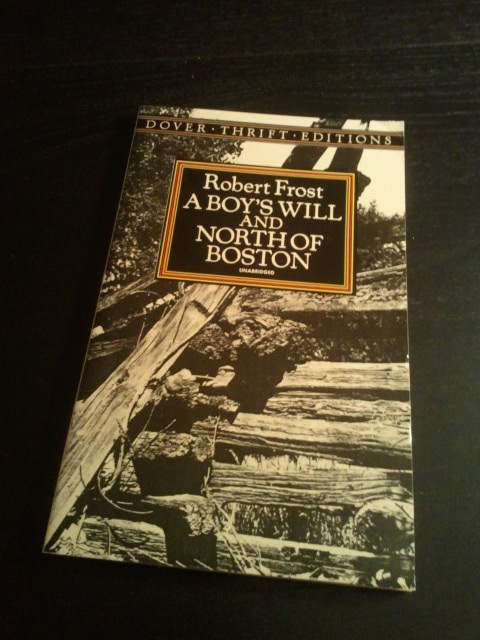 DOVER · THRIFT · EDITIONS
Robert Frost
A BOY'S WILL
AND
NORTH OF
BOSTON
UNABRIDGED